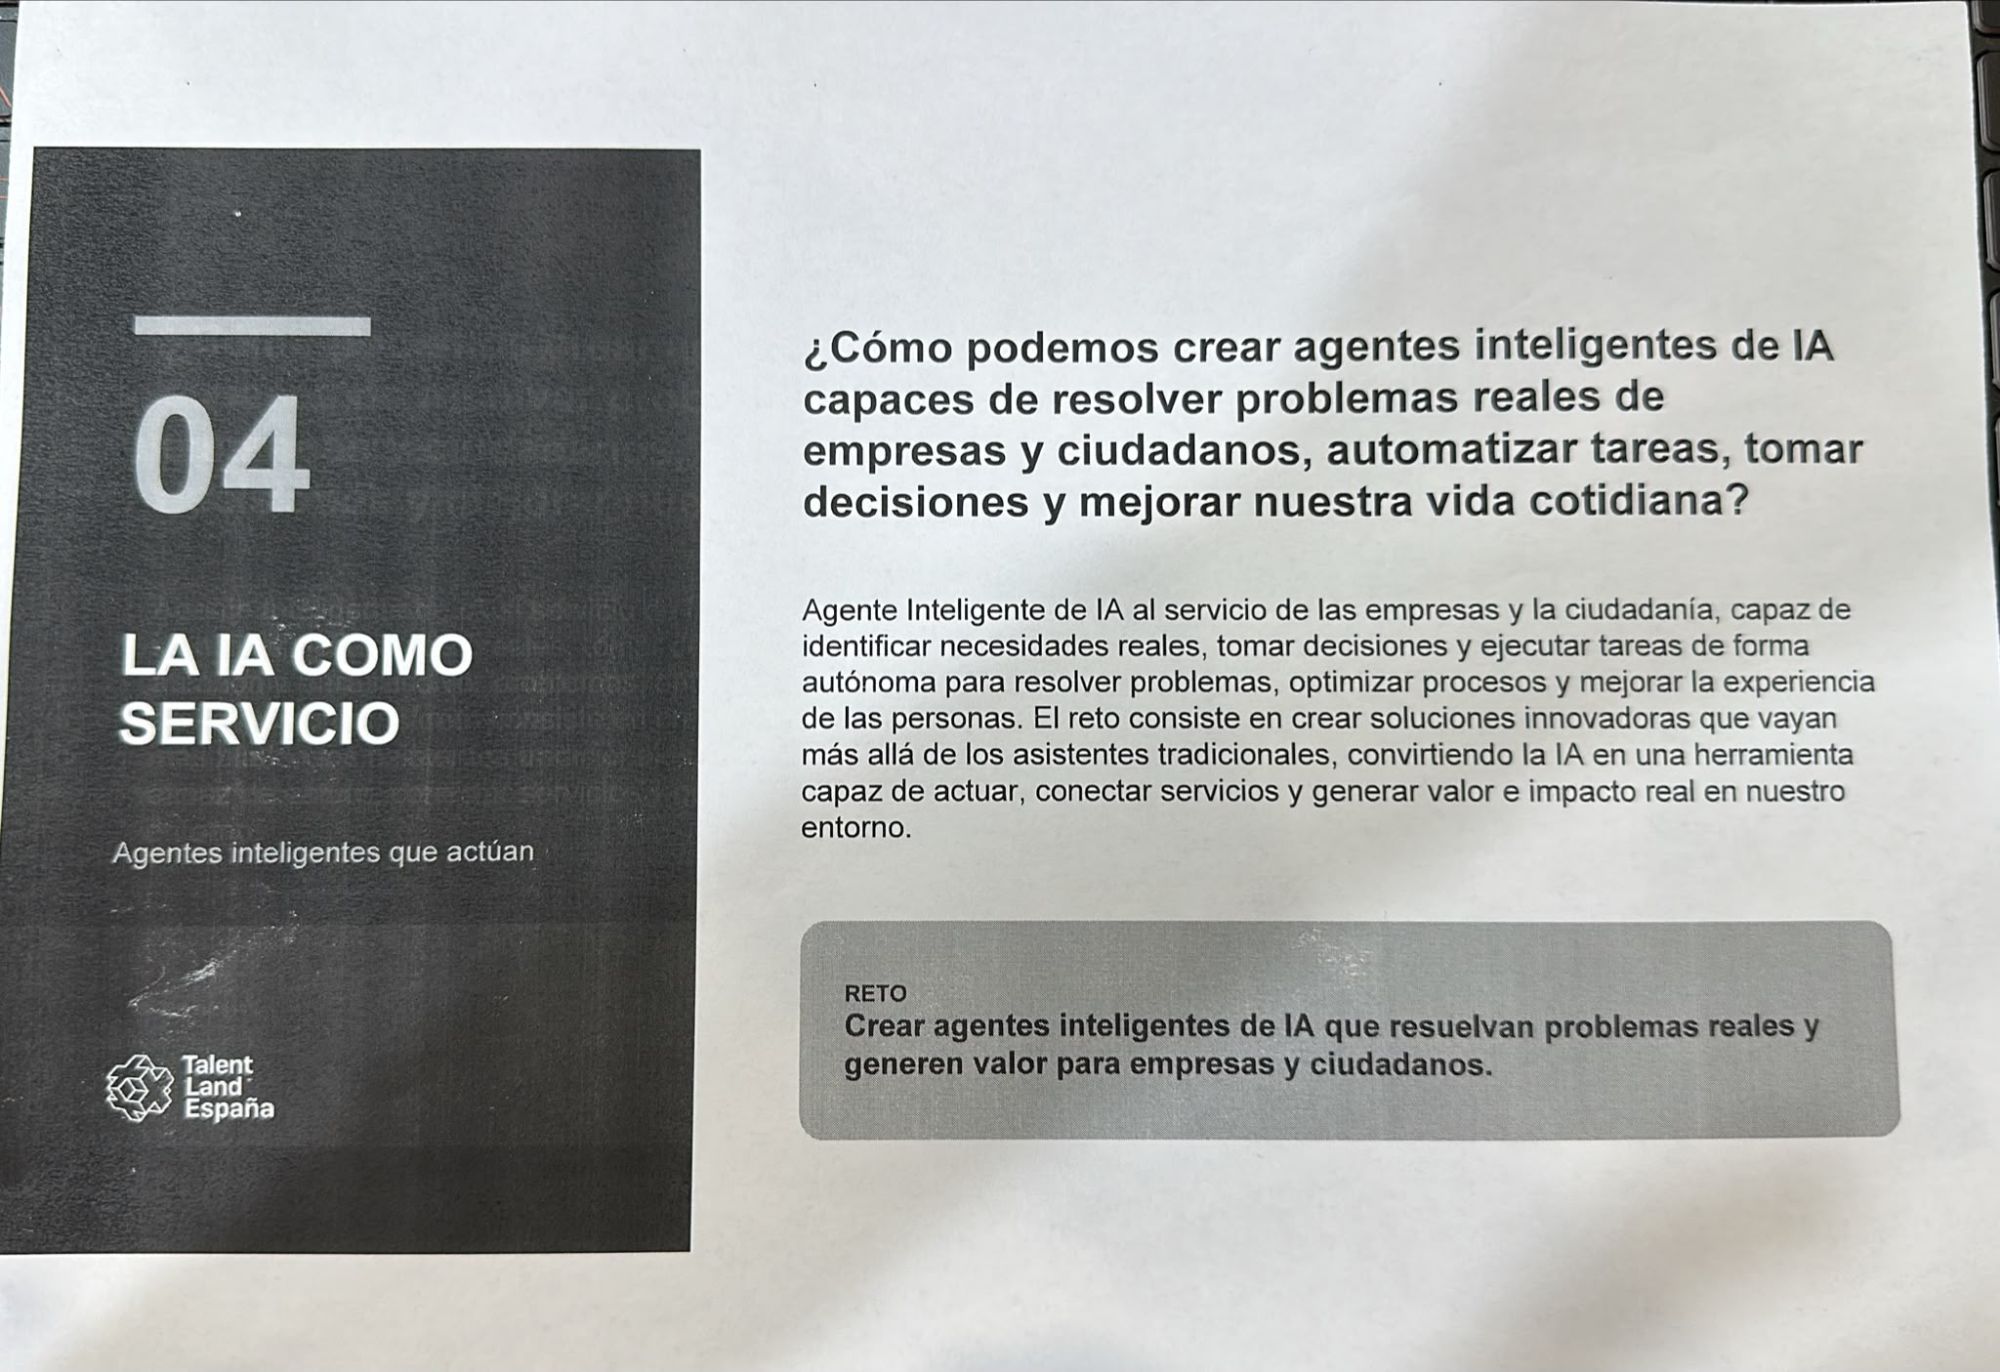 04
LA IA COMO
SERVICIO
Agentes inteligentes que actúan
Talent
Land
España
¿Cómo podemos crear agentes inteligentes de IA
capaces de resolver problemas reales de
empresas y ciudadanos, automatizar tareas, tomar
decisiones y mejorar nuestra vida cotidiana?
Agente Inteligente de IA al servicio de las empresas y la ciudadanía, capaz de
identificar necesidades reales, tomar decisiones y ejecutar tareas de forma
autónoma para resolver problemas, optimizar procesos y mejorar la experiencia
de las personas. El reto consiste en crear soluciones innovadoras que vayan
más allá de los asistentes tradicionales, convirtiendo la IA en una herramienta
capaz de actuar, conectar servicios y generar valor e impacto real en nuestro
entorno.
RETO
Crear agentes inteligentes de IA que resuelvan problemas reales y
generen valor para empresas y ciudadanos.